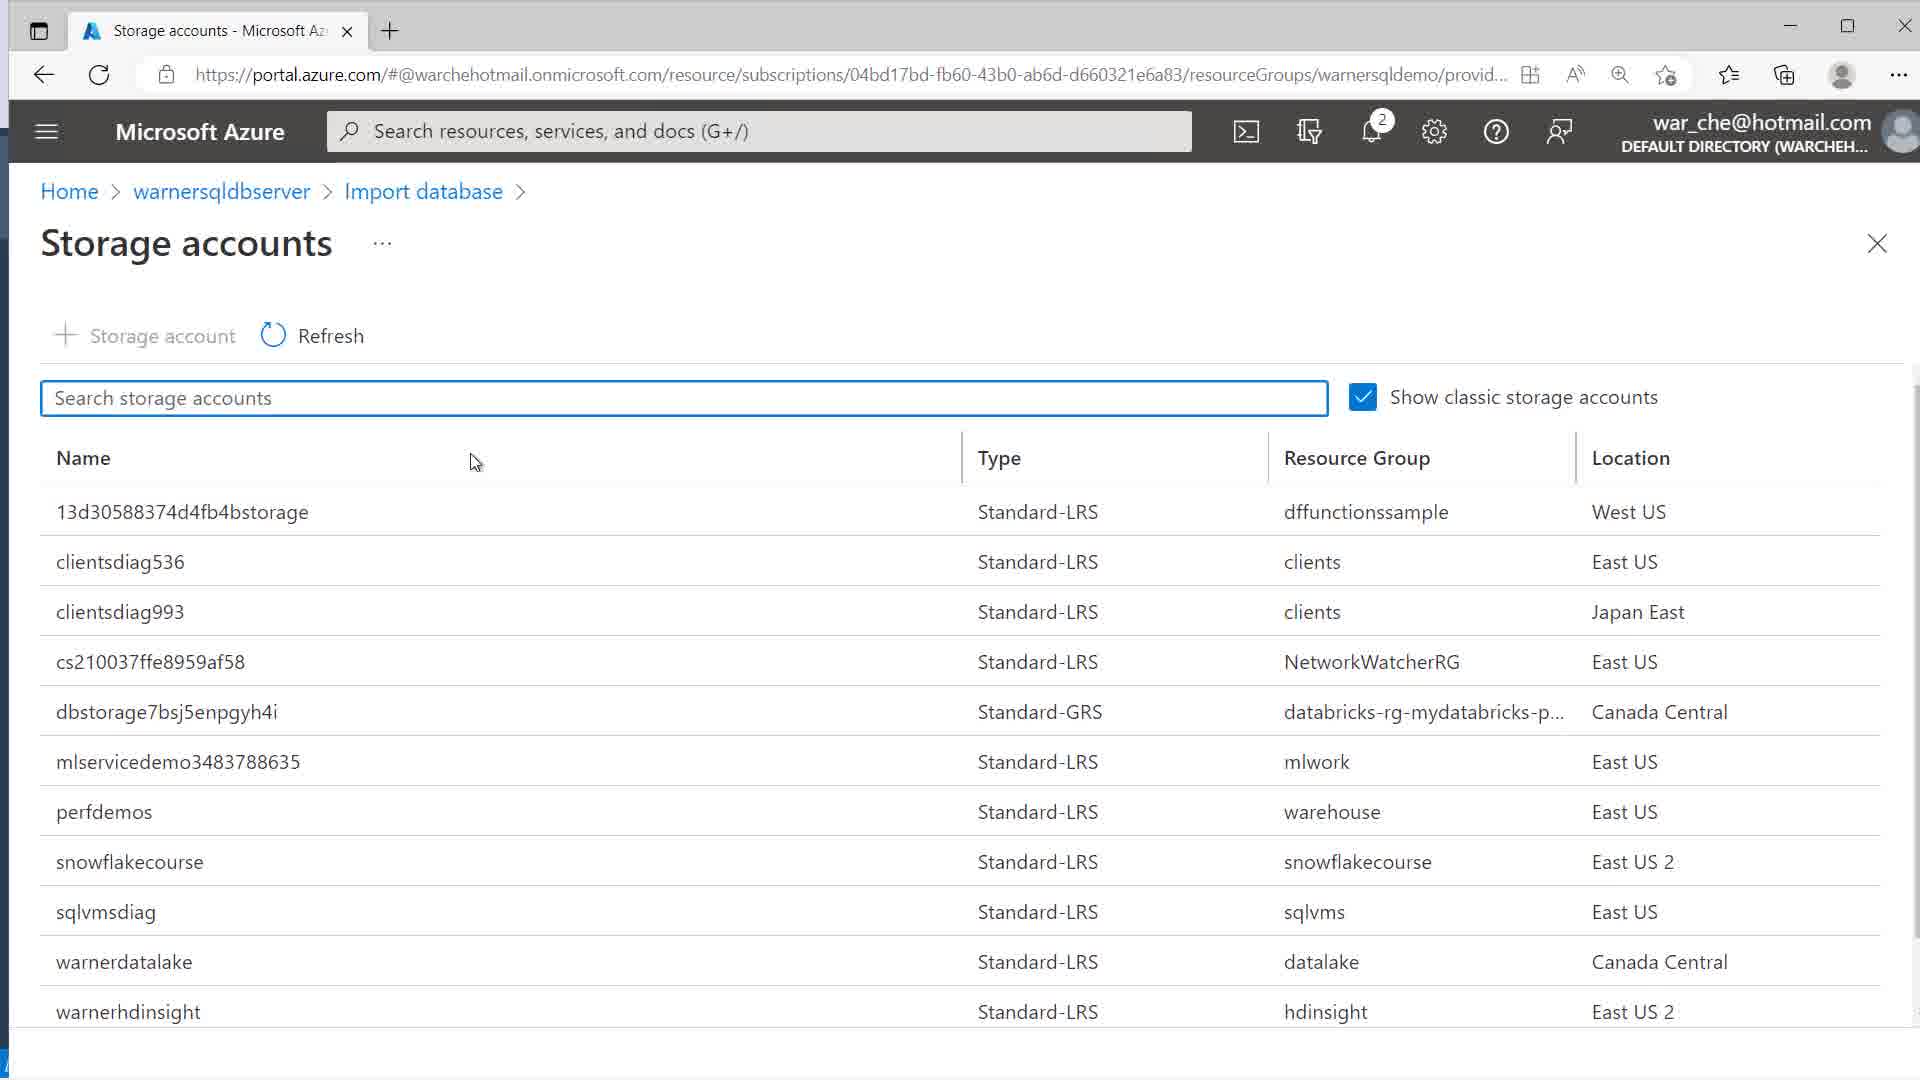 Storage accounts - Microsoft Az
https://portal.azure.com/#@warchehotmail.onmicrosoft.com/resource/subscriptions/04bd17bd-fb60-43b0-ab6d-d660321e6a83/resourceGroups/warnersqldemo/provid...
Microsoft Azure
Search resources, services, and docs (G+/)
2
war_che@hotmail.com
DEFAULT DIRECTORY (WARCHEH...
Home > warnersqldbserver > Import database >
Storage accounts ...
+ Storage account Refresh
Search storage accounts Show classic storage accounts
Name Type Resource Group Location
13d30588374d4fb4bstorage Standard-LRS dffunctionssample West US
clientsdiag536 Standard-LRS clients East US
clientsdiag993 Standard-LRS clients Japan East
cs210037ffe8959af58 Standard-LRS NetworkWatcherRG East US
dbstorage7bsj5enpgyh4i Standard-GRS databricks-rg-mydatabricks-p... Canada Central
mlservicedemo3483788635 Standard-LRS mlwork East US
perfdemos Standard-LRS warehouse East US
snowflakecourse Standard-LRS snowflakecourse East US 2
sqlvmsdiag Standard-LRS sqlvms East US
warnerdatalake Standard-LRS datalake Canada Central
warnerhdinsight Standard-LRS hdinsight East US 2